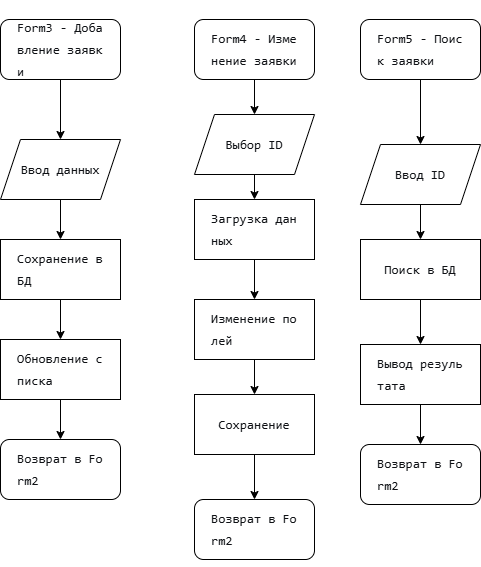 Form3 - Доба
вление заявк
и
Ввод данных
Сохранение в
БД
Обновление с
писка
Возврат в Fo
rm2
Form4 - Изме
нение заявки
Выбор ID
Загрузка дан
ных
Изменение по
лей
Сохранение
Возврат в Fo
rm2
Form5 - Поис
к заявки
Ввод ID
Поиск в БД
Вывод резуль
тата
Возврат в Fo
rm2